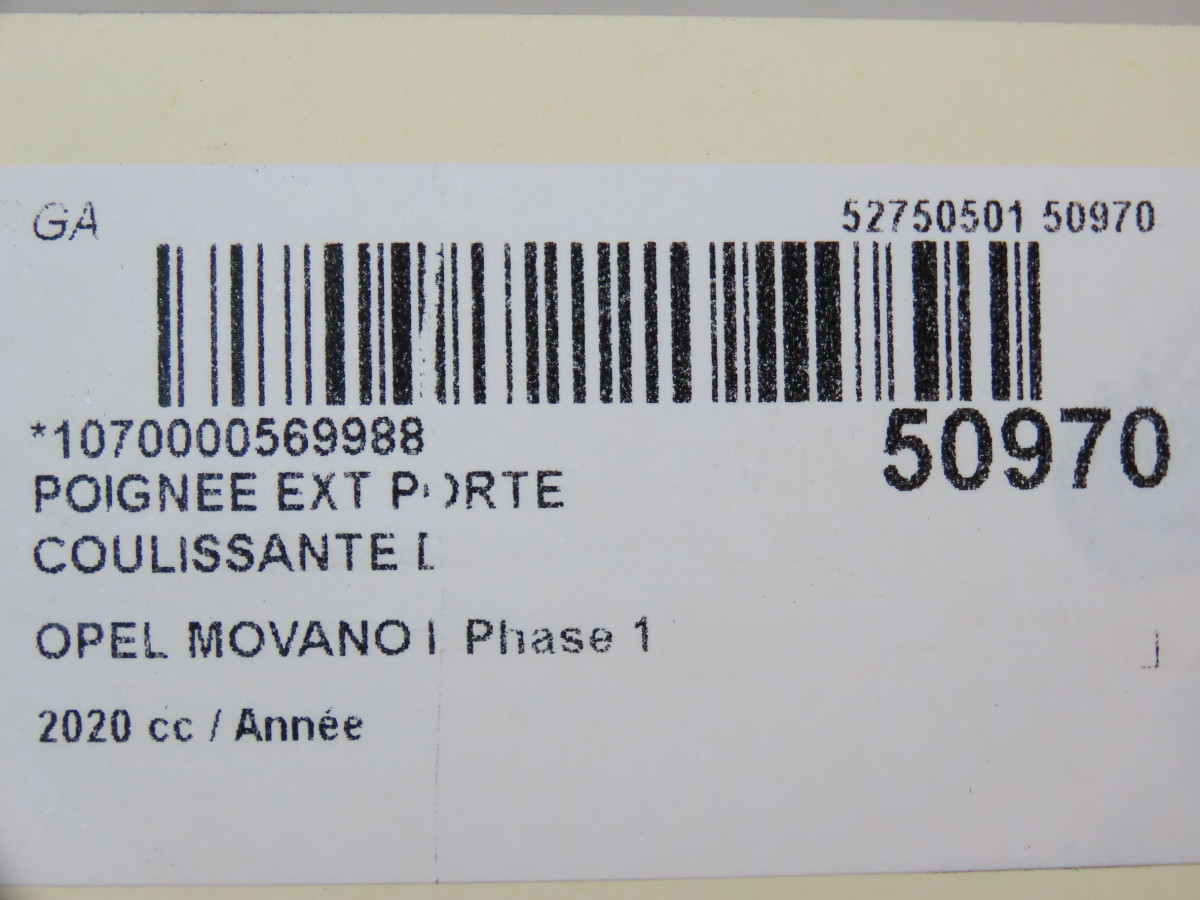 GA
52750501 50970
*1070000569988
50970
POIGNEE EXT PORTE
COULISSANTE
OPEL MOVANO I Phase 1
2020 cc / Année